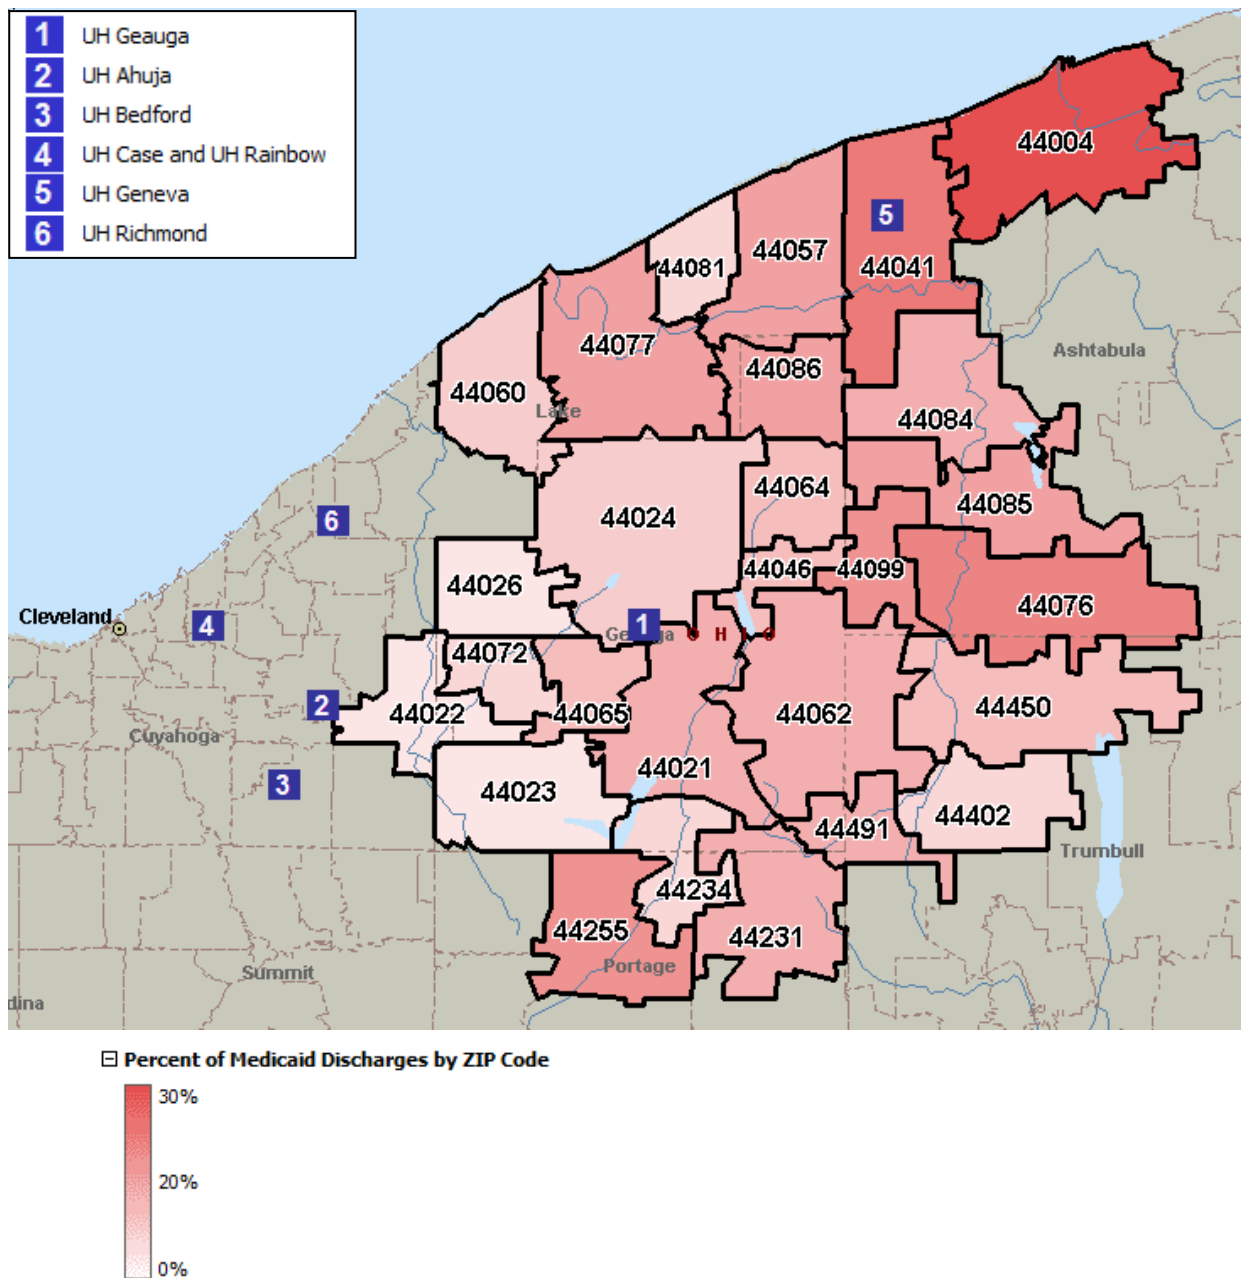 1 UH Geauga
2 UH Ahuja
3 UH Bedford
4 UH Case and UH Rainbow
5 UH Geneva
6 UH Richmond
44004
5
44057
44081
44041
44077
44086
Ashtabula
44060
Lake
44084
44064
44085
44024
6
44046
44099
44026
44076
Cleveland
4
1
Geauga
O H I O
44072
2
44022
44065
44062
44450
Cuyahoga
44021
3
44023
44402
44491
Trumbull
44234
44255
44231
Summit
Portage
dina
Percent of Medicaid Discharges by ZIP Code
30%
20%
0%